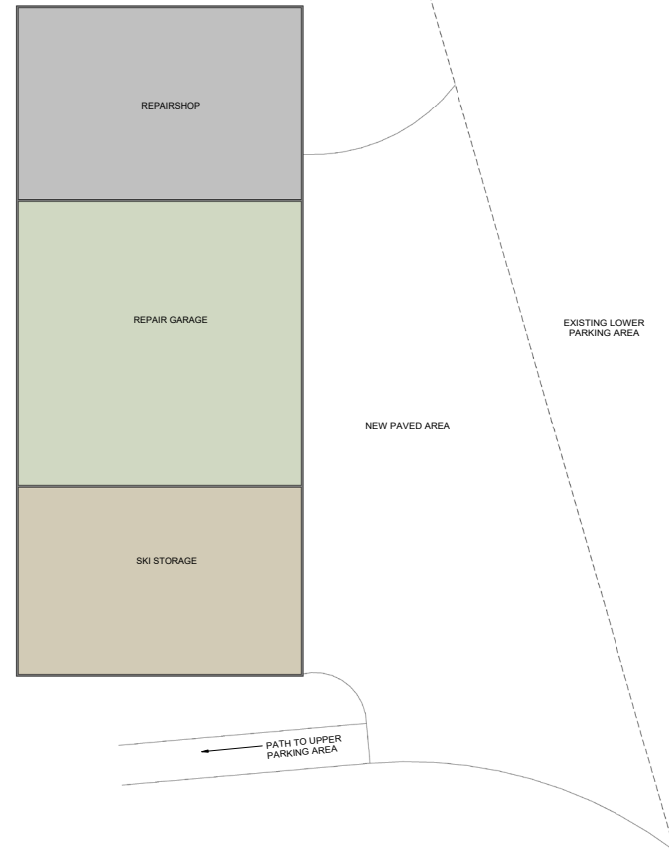 REPAIRSHOP
REPAIR GARAGE
EXISTING LOWER
PARKING AREA
NEW PAVED AREA
SKI STORAGE
PATH TO UPPER
PARKING AREA